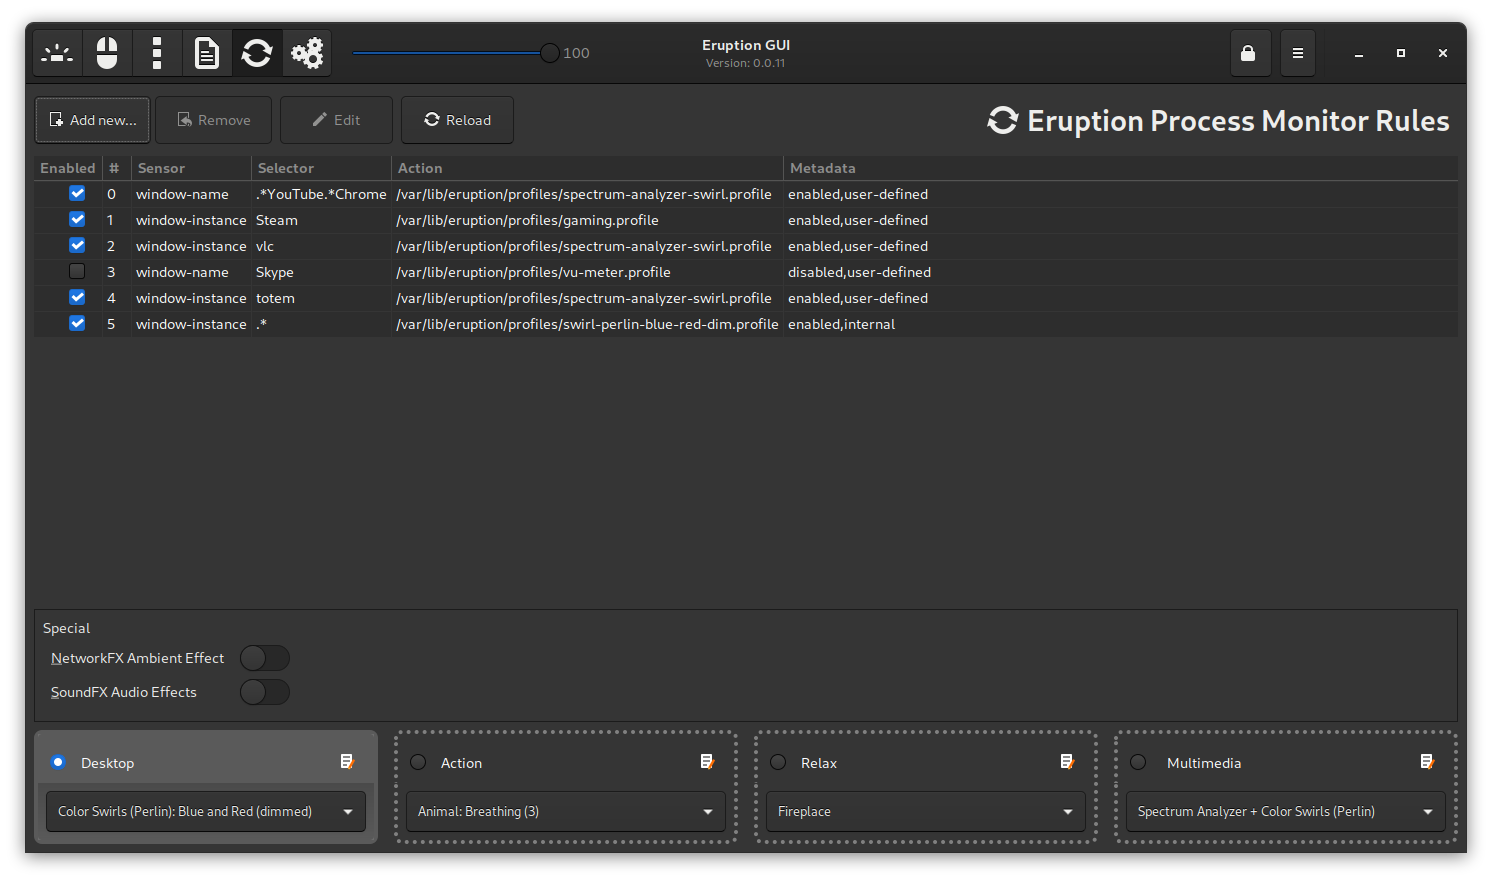 100
Eruption GUI
Version: 0.0.11
Add new...
Remove
Edit
Reload
Eruption Process Monitor Rules
Enabled # Sensor Selector Action Metadata
0 window-name .*YouTube.*Chrome /var/lib/eruption/profiles/spectrum-analyzer-swirl.profile enabled,user-defined
1 window-instance Steam /var/lib/eruption/profiles/gaming.profile enabled,user-defined
2 window-instance vlc /var/lib/eruption/profiles/spectrum-analyzer-swirl.profile enabled,user-defined
3 window-name Skype /var/lib/eruption/profiles/vu-meter.profile disabled,user-defined
4 window-instance totem /var/lib/eruption/profiles/spectrum-analyzer-swirl.profile enabled,user-defined
5 window-instance .* /var/lib/eruption/profiles/swirl-perlin-blue-red-dim.profile enabled,internal
Special
NetworkFX Ambient Effect
SoundFX Audio Effects
Desktop
Color Swirls (Perlin): Blue and Red (dimmed)
Action
Animal: Breathing (3)
Relax
Fireplace
Multimedia
Spectrum Analyzer + Color Swirls (Perlin)